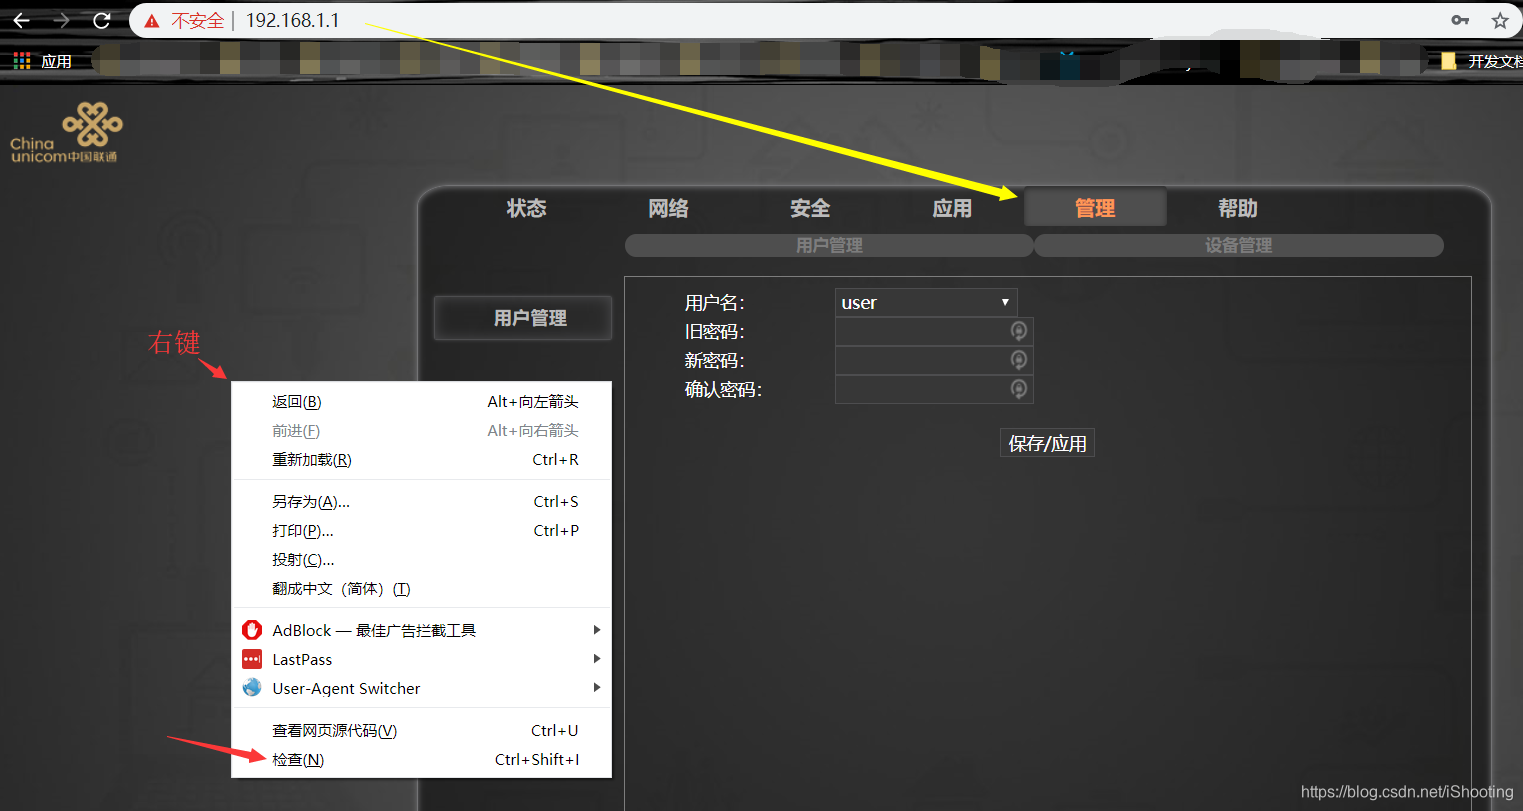 不安全 | 192.168.1.1
应用
开发文档
China
unicom中国联通
状态 网络 安全 应用 管理 帮助
用户管理 设备管理
用户管理
用户名： user
旧密码：
新密码：
确认密码：
保存/应用
右键
返回(B) Alt+向左箭头
前进(F) Alt+向右箭头
重新加载(R) Ctrl+R
另存为(A)... Ctrl+S
打印(P)... Ctrl+P
投射(C)...
翻成中文（简体）(T)
AdBlock — 最佳广告拦截工具
LastPass
User-Agent Switcher
查看网页源代码(V) Ctrl+U
检查(N) Ctrl+Shift+I
https://blog.csdn.net/iShooting